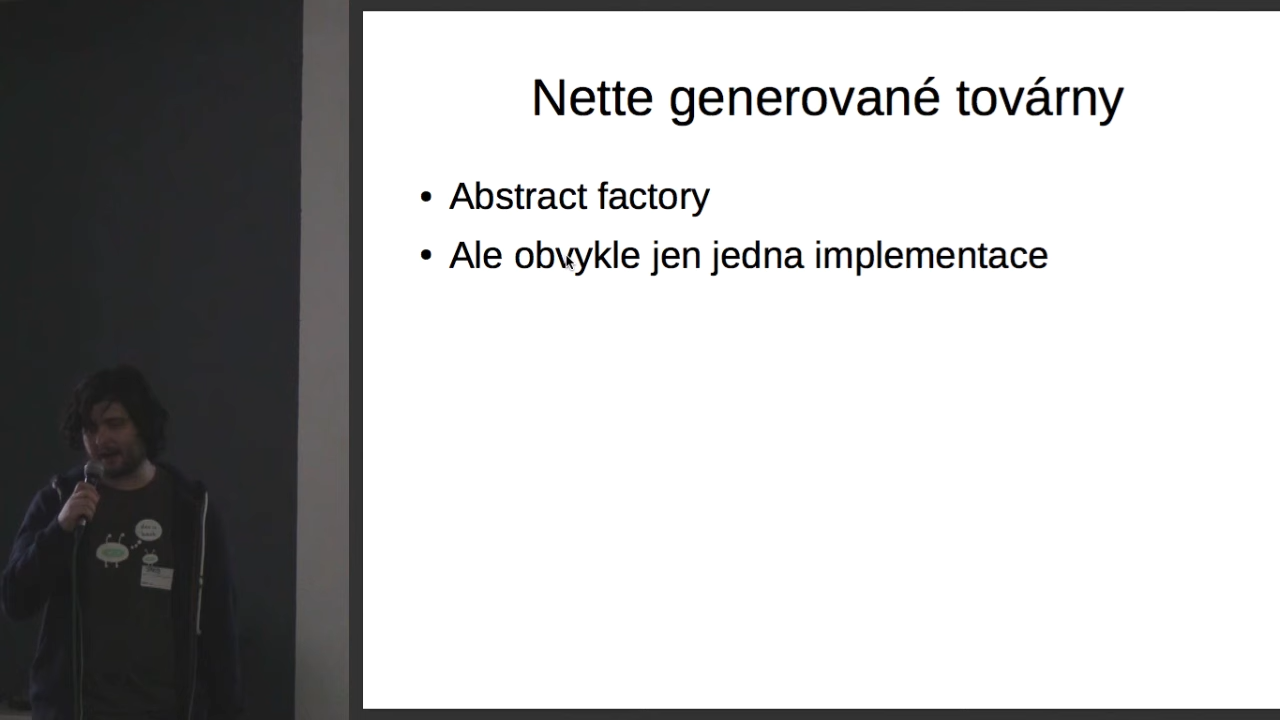 Nette generované továrny
• Abstract factory
• Ale obvykle jen jedna implementace